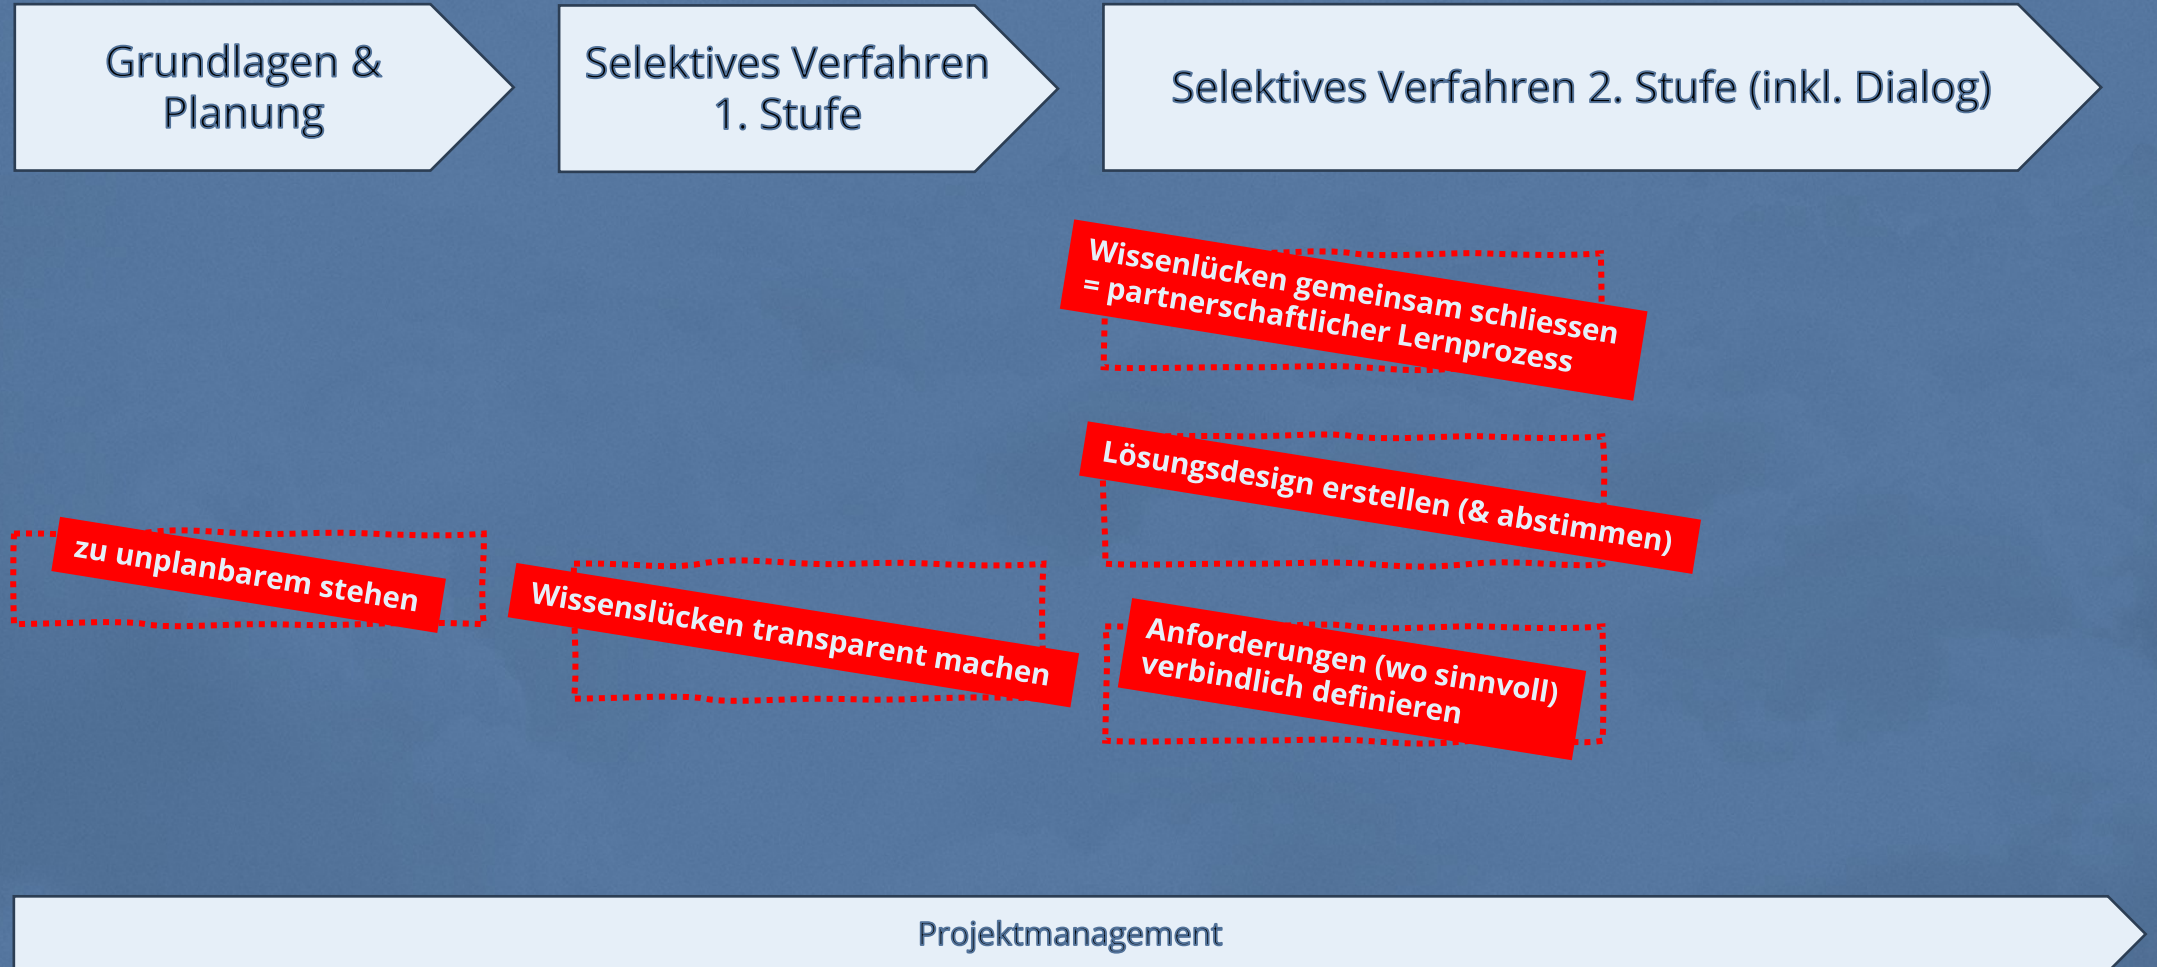 Grundlagen &
Planung
Selektives Verfahren
1. Stufe
Selektives Verfahren 2. Stufe (inkl. Dialog)
Wissenlücken gemeinsam schliessen
= partnerschaftlicher Lernprozess
Lösungsdesign erstellen (& abstimmen)
zu unplanbarem stehen
Wissenslücken transparent machen
Anforderungen (wo sinnvoll)
verbindlich definieren
Projektmanagement